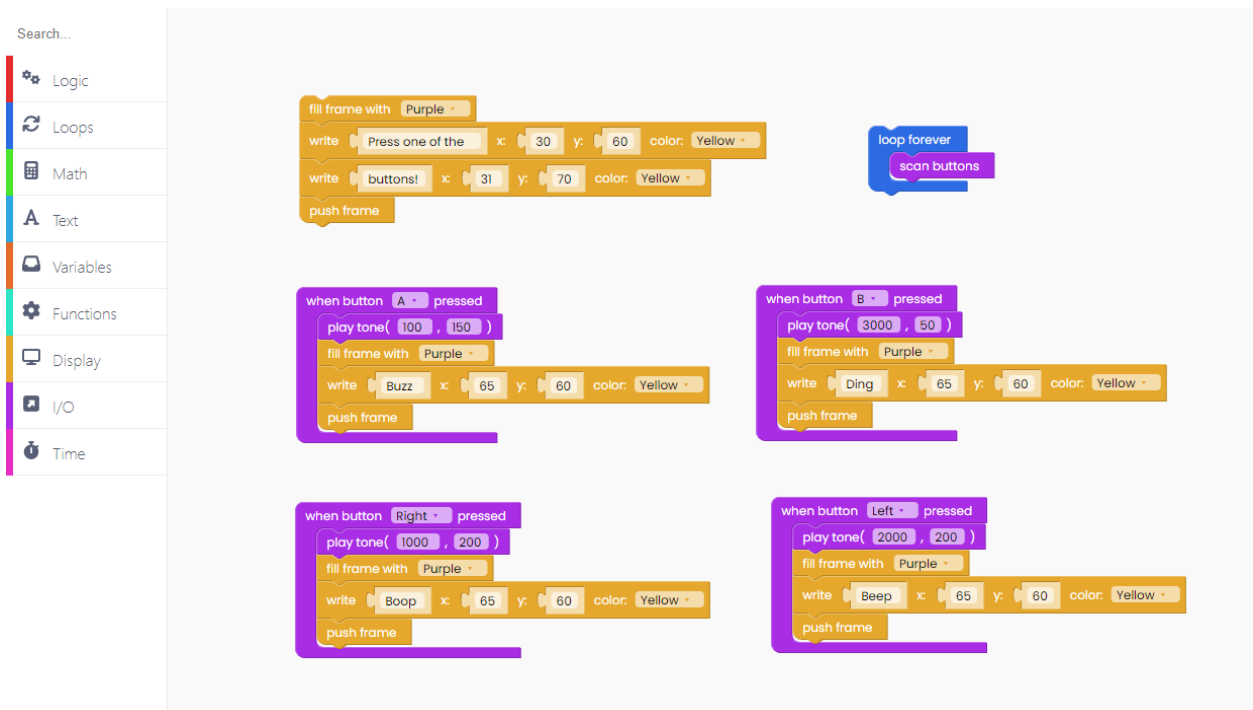 Search...
Logic
Loops
Math
Text
Variables
Functions
Display
I/O
Time
fill frame with Purple
write Press one of the x: 30 y: 60 color: Yellow
write buttons! x: 31 y: 70 color: Yellow
push frame
loop forever
scan buttons
when button A pressed
play tone( 100 , 150 )
fill frame with Purple
write Buzz x: 65 y: 60 color: Yellow
push frame
when button B pressed
play tone( 3000 , 50 )
fill frame with Purple
write Ding x: 65 y: 60 color: Yellow
push frame
when button Right pressed
play tone( 1000 , 200 )
fill frame with Purple
write Boop x: 65 y: 60 color: Yellow
push frame
when button Left pressed
play tone( 2000 , 200 )
fill frame with Purple
write Beep x: 65 y: 60 color: Yellow
push frame